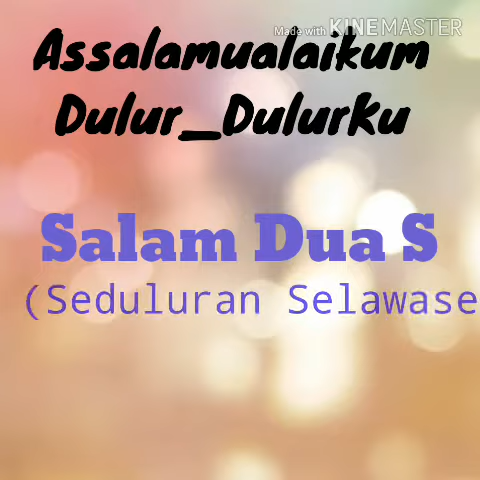 Made with KINEMASTER
Assalamualaikum
Dulur_Dulurku
Salam Dua S
(Seduluran Selawase